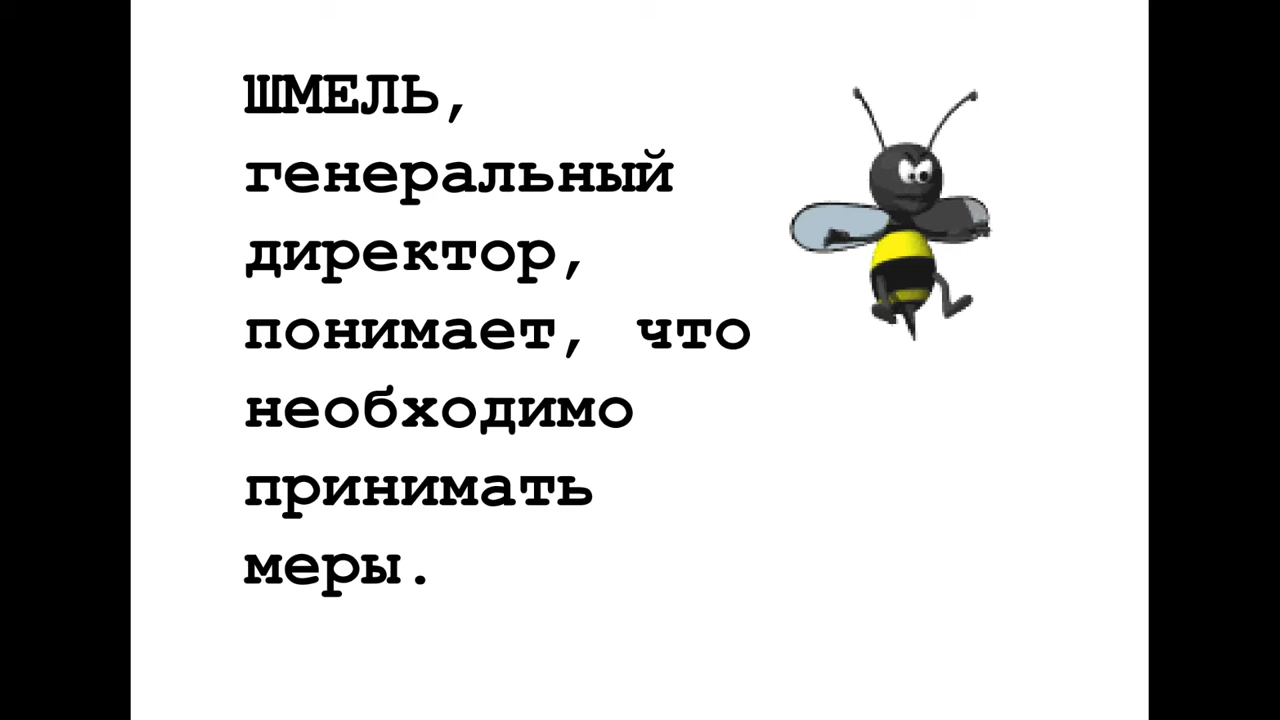 ШМЕЛЬ,
генеральный
директор,
понимает, что
необходимо
принимать
меры.